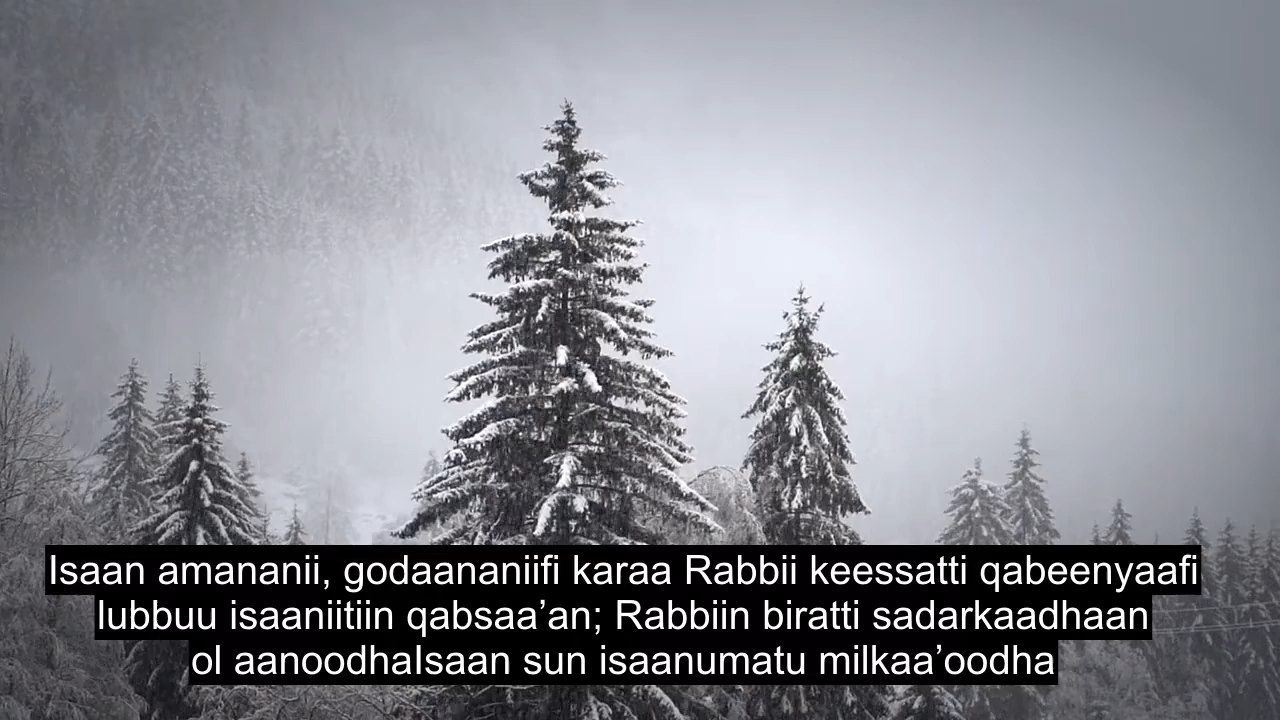 Isaan amananii, godaananiifi karaa Rabbii keessatti qabeenyaafi
lubbuu isaaniitiin qabsaa’an; Rabbiin biratti sadarkaadhaan
ol aanoodhaIsaan sun isaanumatu milkaa’oodha